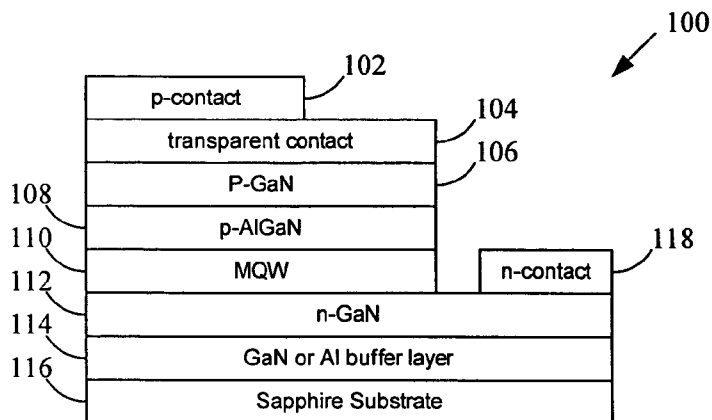 100
102
p-contact
104
transparent contact
106
P-GaN
108
p-AlGaN
110
MQW
118
n-contact
112
n-GaN
114
GaN or Al buffer layer
116
Sapphire Substrate